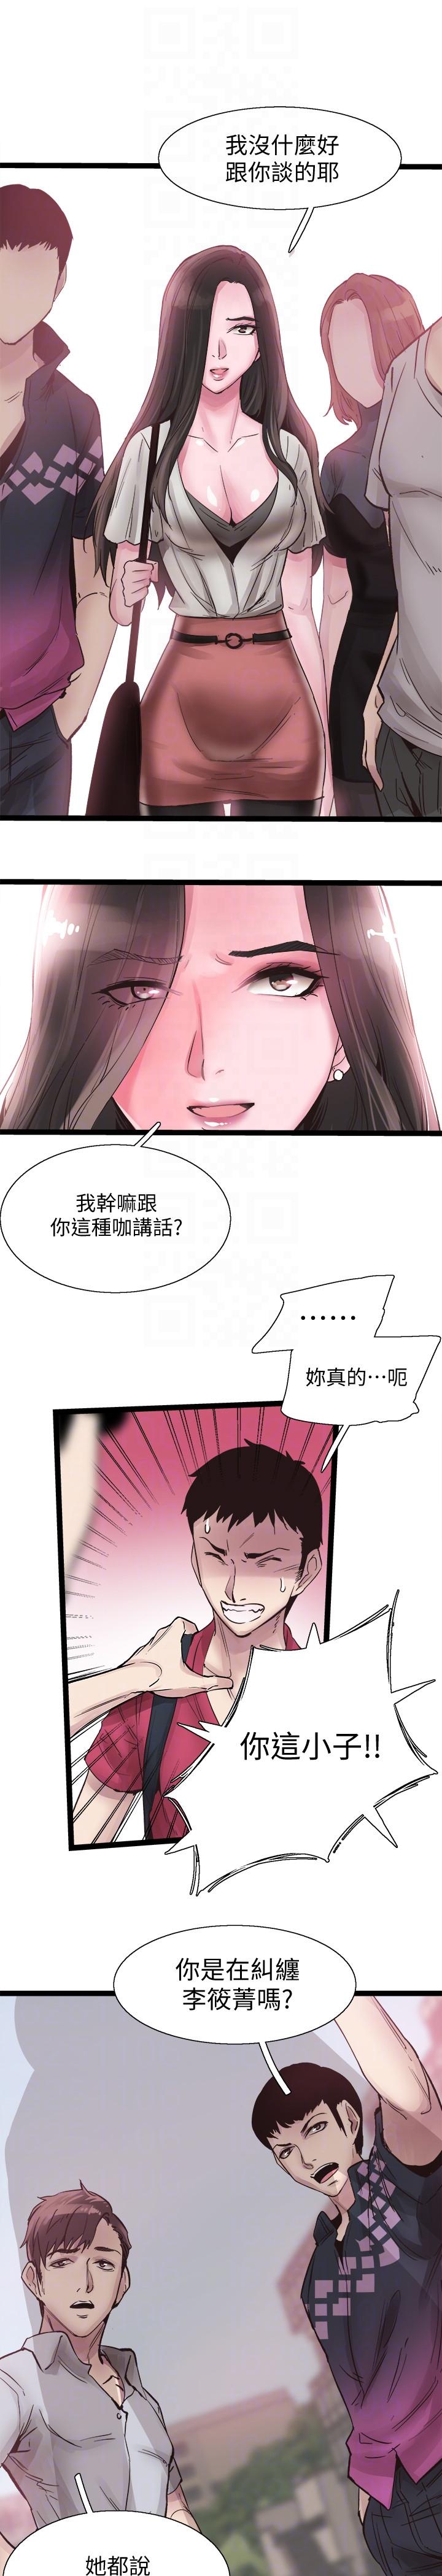 我沒什麼好
跟你談的耶
我幹嘛跟
你這種咖講話?
……
妳真的…呃
你這小子!!
你是在糾纏
李筱菁嗎?
她都說